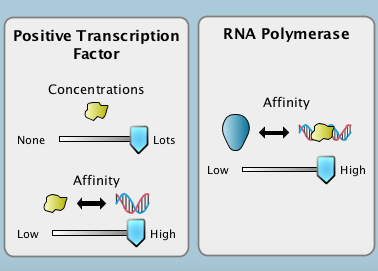 Positive Transcription
Factor
Concentrations
None Lots
Affinity
Low High
RNA Polymerase
Affinity
Low High